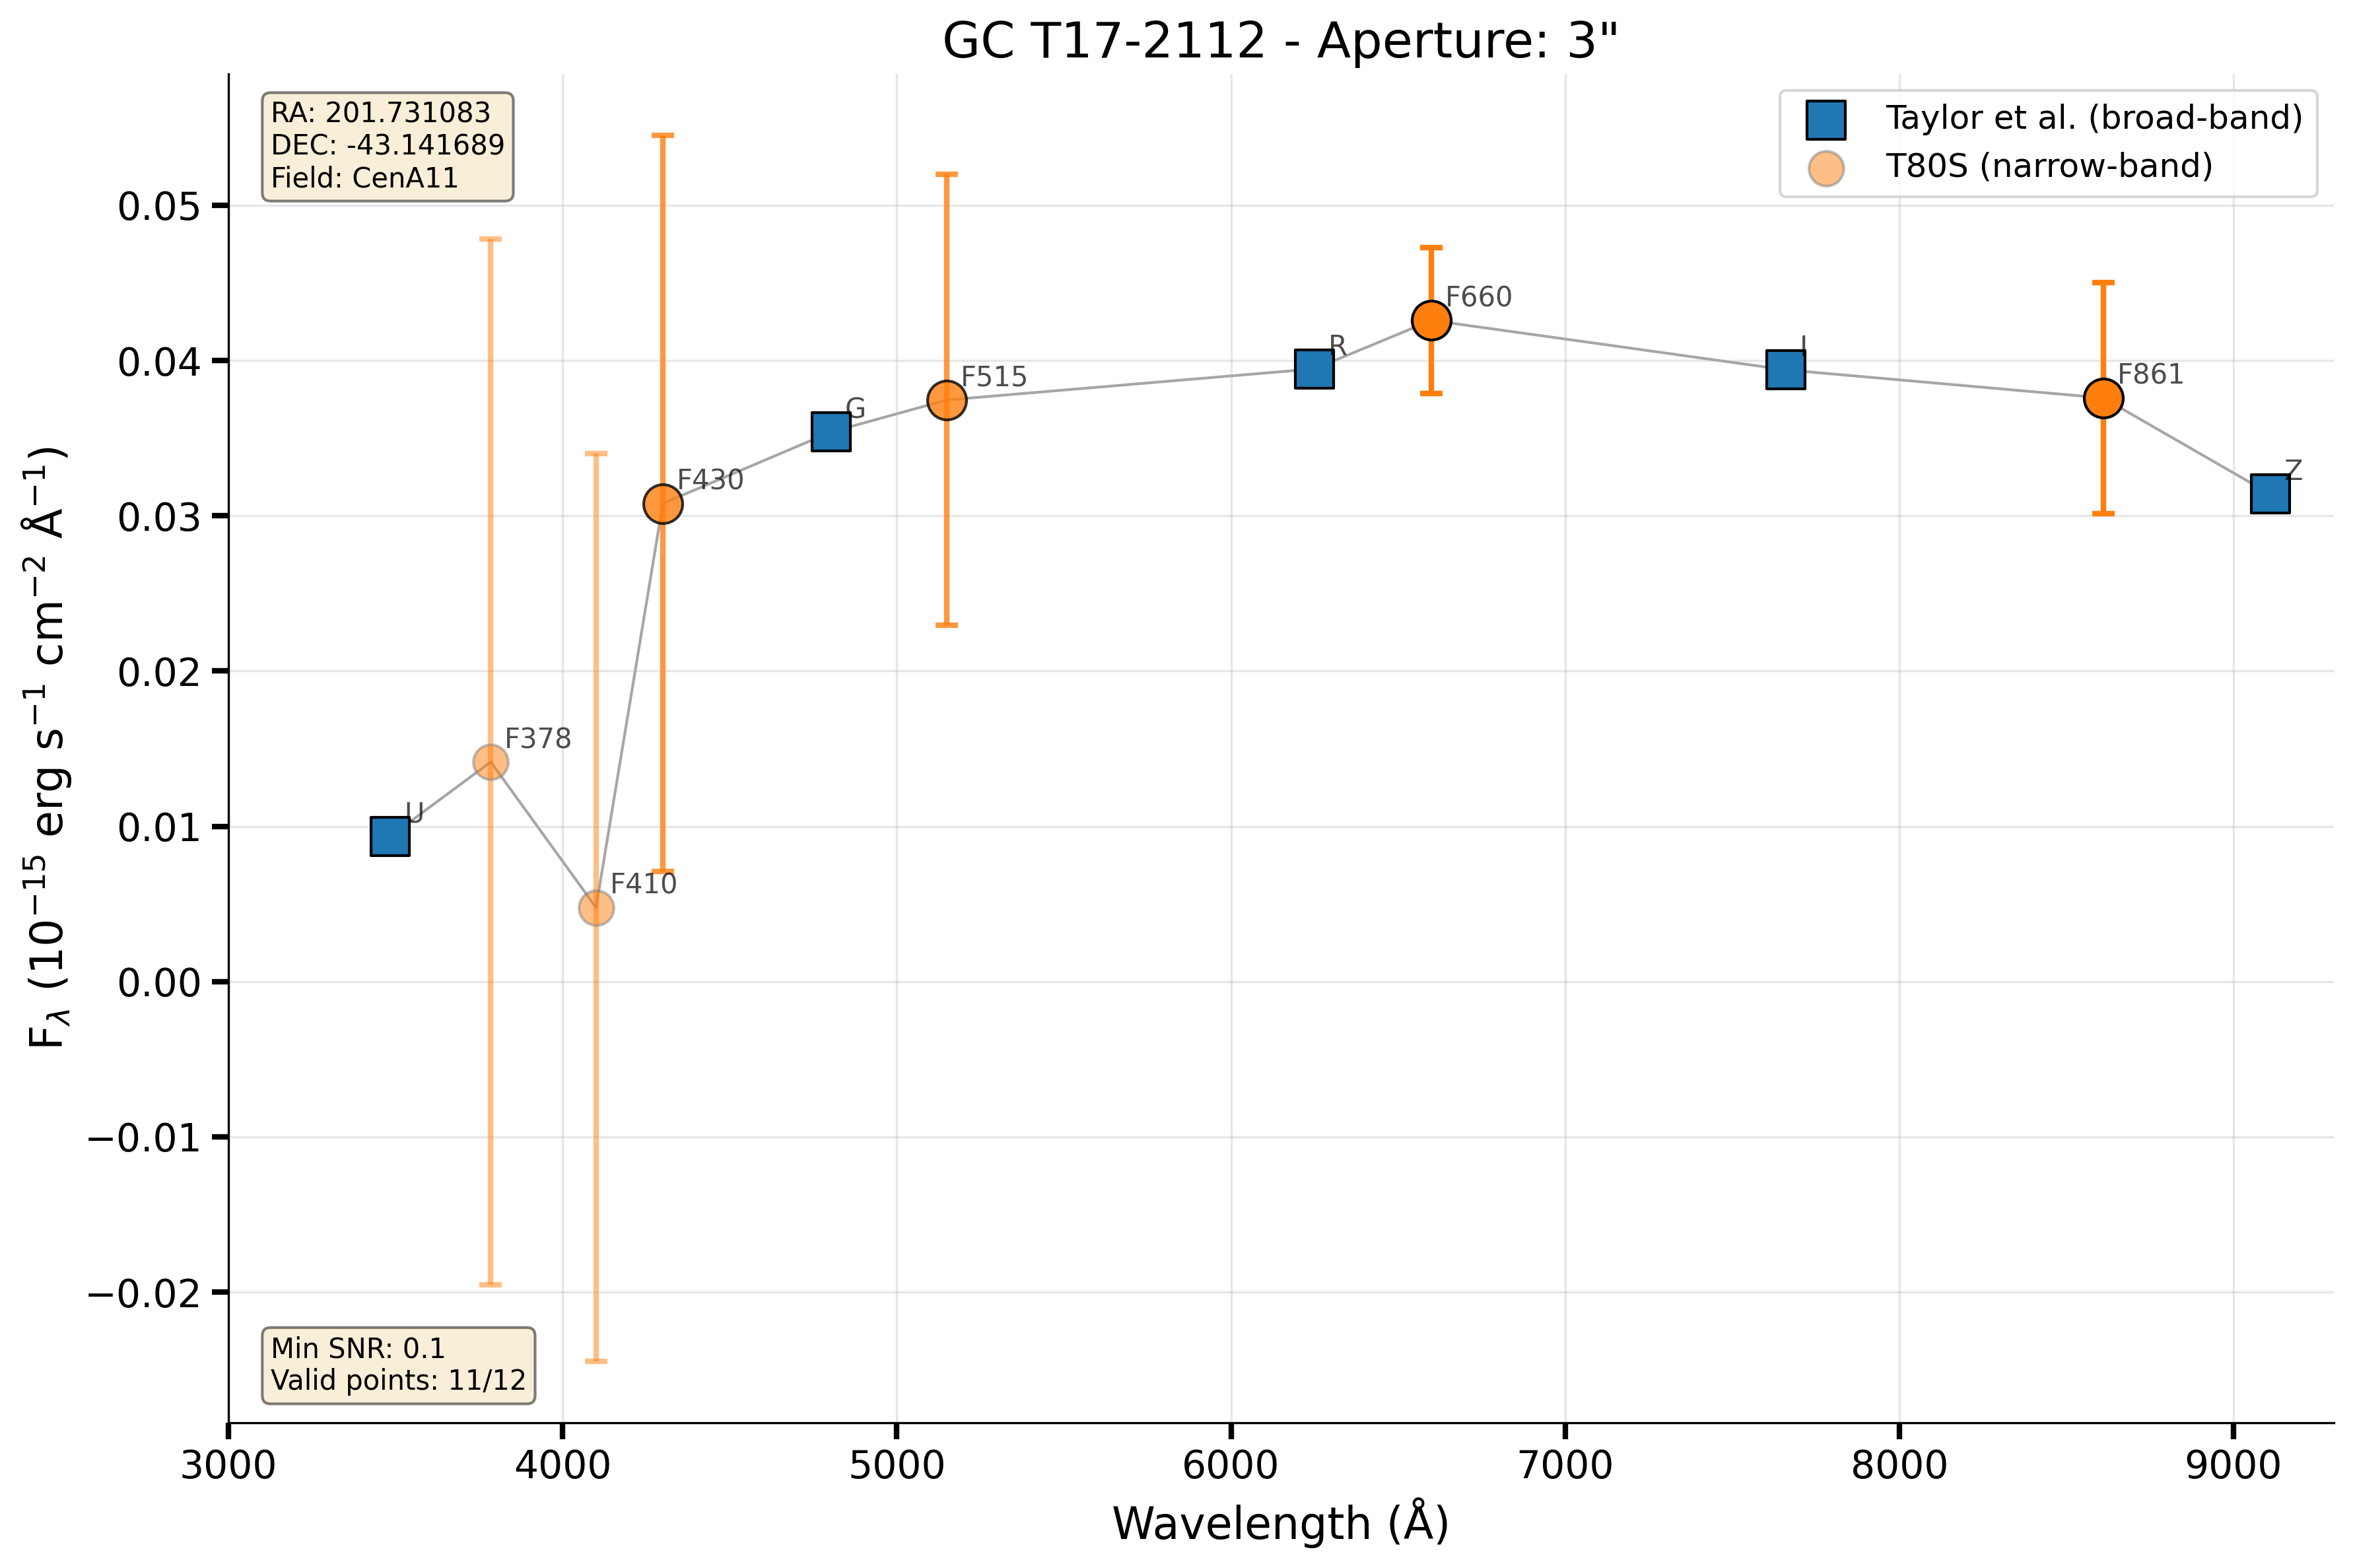 GC T17-2112 - Aperture: 3"
RA: 201.731083
DEC: -43.141689
Field: CenA11
Taylor et al. (broad-band)
T80S (narrow-band)
F660
R
I
F515
F861
G
F430
Z
F378
U
F410
0.05
0.04
0.03
0.02
0.01
0.00
−0.01
−0.02
F_λ (10⁻¹⁵ erg s⁻¹ cm⁻² Å⁻¹)
Min SNR: 0.1
Valid points: 11/12
3000 4000 5000 6000 7000 8000 9000
Wavelength (Å)